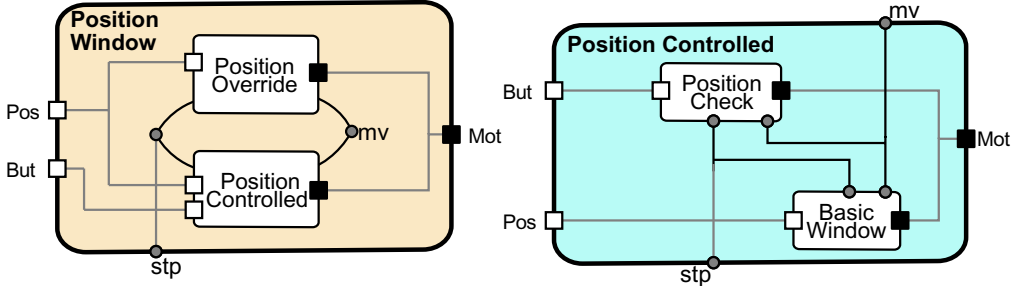 Position
Window
Position
Override
Pos
mv
Mot
But
Position
Controlled
stp
mv
Position Controlled
But
Position
Check
Mot
Pos
Basic
Window
stp